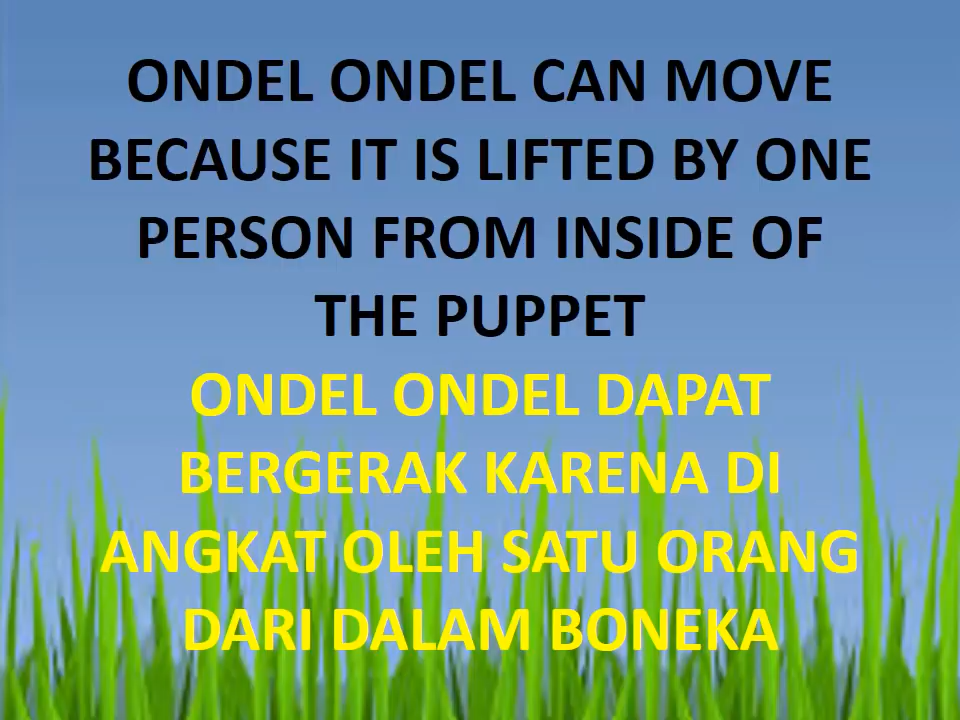 ONDEL ONDEL CAN MOVE
BECAUSE IT IS LIFTED BY ONE
PERSON FROM INSIDE OF
THE PUPPET
ONDEL ONDEL DAPAT
BERGERAK KARENA DI
ANGKAT OLEH SATU ORANG
DARI DALAM BONEKA